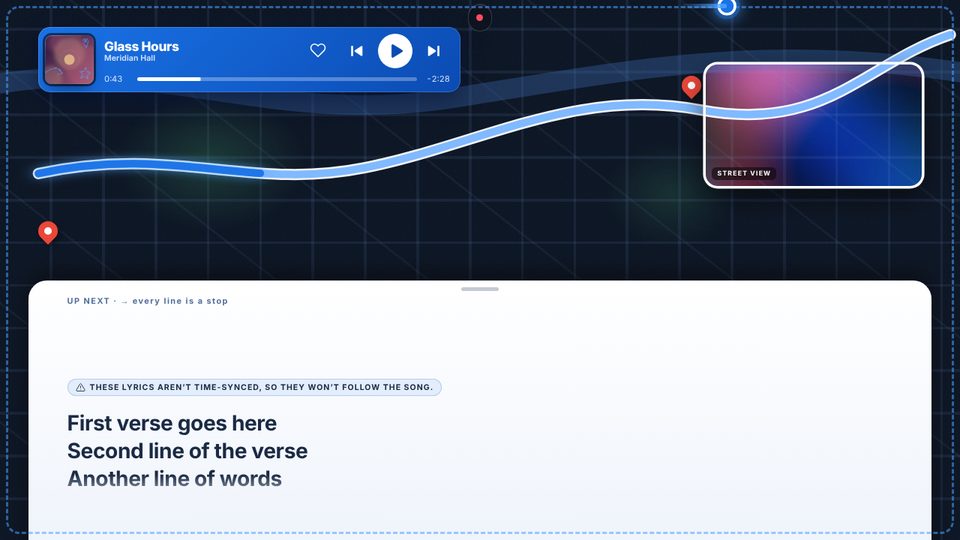 Glass Hours
Meridian Hall
0:43
-2:28
STREET VIEW
UP NEXT · → every line is a stop
THESE LYRICS AREN'T TIME-SYNCED, SO THEY WON'T FOLLOW THE SONG.
First verse goes here
Second line of the verse
Another line of words